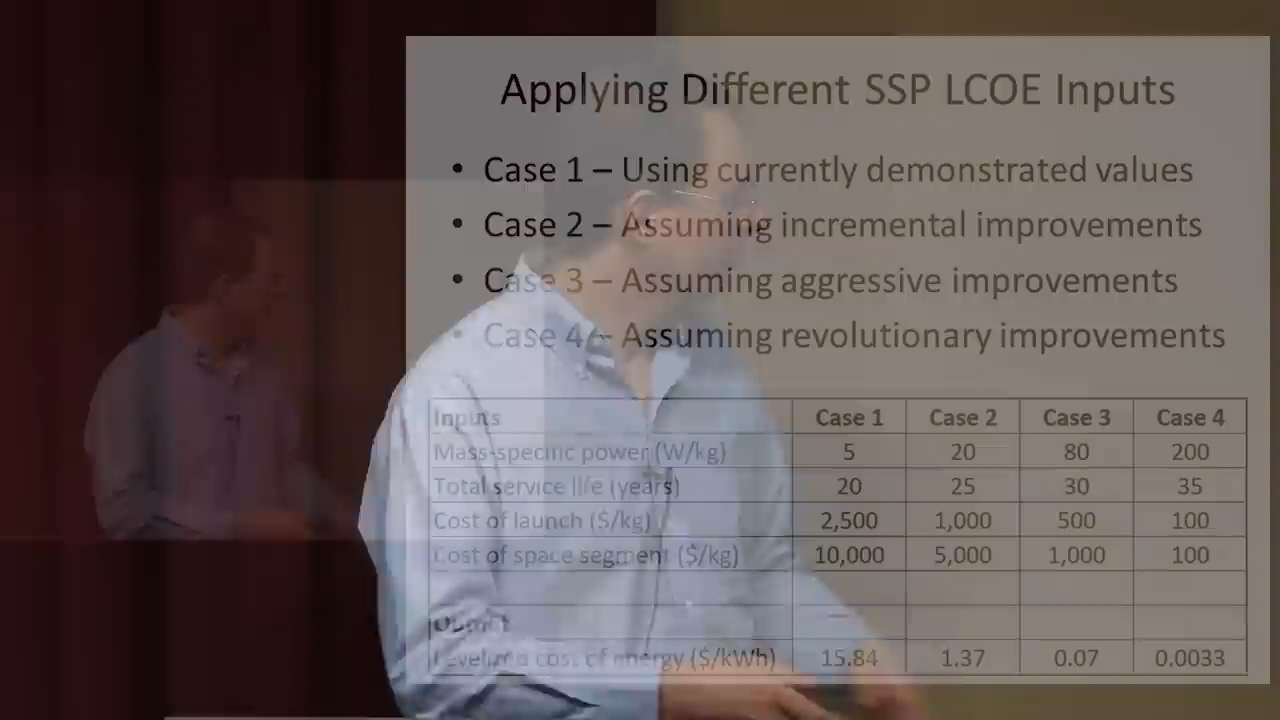 Applying Different SSP LCOE Inputs
• Case 1 – Using currently demonstrated values
• Case 2 – Assuming incremental improvements
• Case 3 – Assuming aggressive improvements
• Case 4 – Assuming revolutionary improvements
Inputs Case 1 Case 2 Case 3 Case 4
Mass-specific power (W/kg) 5 20 80 200
Total service life (years) 20 25 30 35
Cost of launch ($/kg) 2,500 1,000 500 100
Cost of space segment ($/kg) 10,000 5,000 1,000 100
Output
Levelized cost of energy ($/kWh) 15.84 1.37 0.07 0.0033